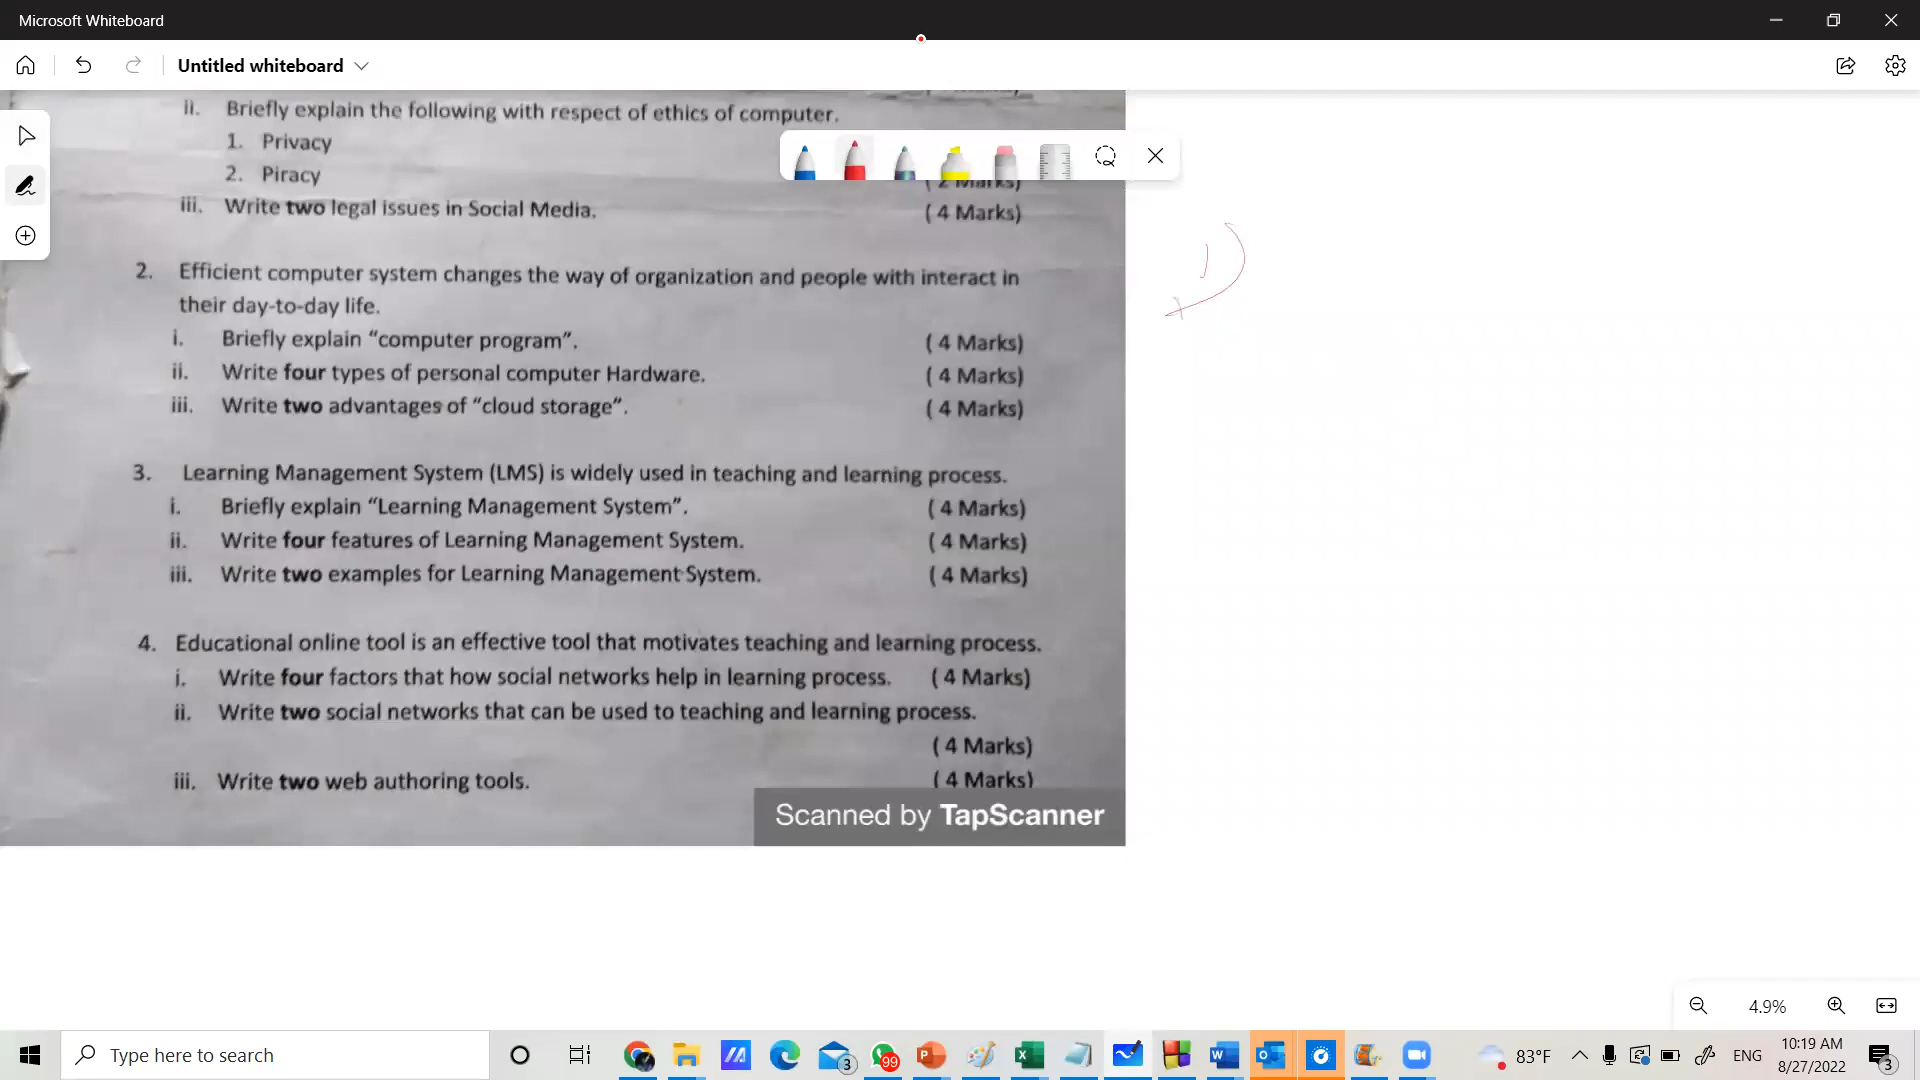 Microsoft Whiteboard
Untitled whiteboard
ii. Briefly explain the following with respect of ethics of computer.
1. Privacy
2. Piracy
( 2 Marks)
iii. Write two legal issues in Social Media. ( 4 Marks)
2. Efficient computer system changes the way of organization and people with interact in
their day-to-day life.
i. Briefly explain “computer program”. ( 4 Marks)
ii. Write four types of personal computer Hardware. ( 4 Marks)
iii. Write two advantages of “cloud storage”. ( 4 Marks)
3. Learning Management System (LMS) is widely used in teaching and learning process.
i. Briefly explain “Learning Management System”. ( 4 Marks)
ii. Write four features of Learning Management System. ( 4 Marks)
iii. Write two examples for Learning Management System. ( 4 Marks)
4. Educational online tool is an effective tool that motivates teaching and learning process.
i. Write four factors that how social networks help in learning process. ( 4 Marks)
ii. Write two social networks that can be used to teaching and learning process.
( 4 Marks)
iii. Write two web authoring tools. ( 4 Marks)
Scanned by TapScanner
1)
4.9%
Type here to search
3
99
83°F
ENG
10:19 AM
8/27/2022
3